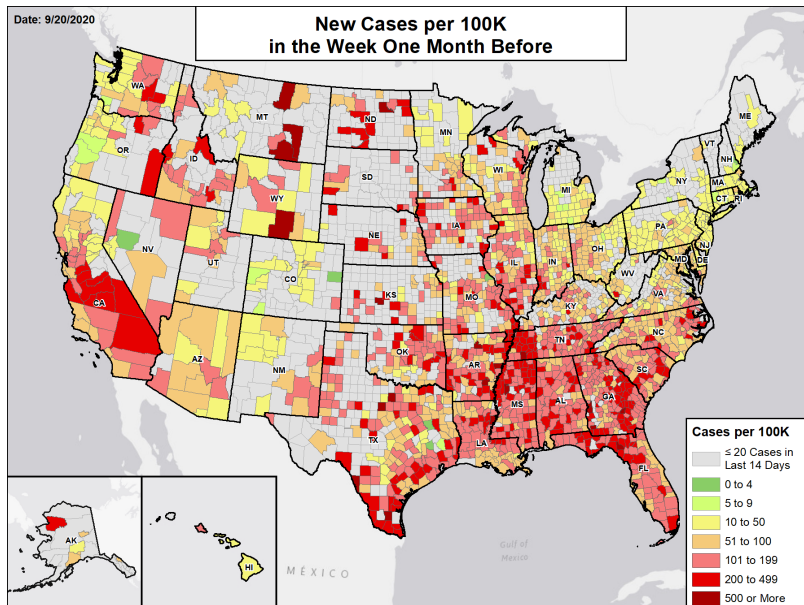 Date: 9/20/2020
New Cases per 100K
in the Week One Month Before
WA
MT
ND
MN
ME
VT
NH
OR
ID
WI
NY
MA
SD
MI
CT
RI
WY
PA
IA
NJ
NE
OH
MD
DE
NV
UT
IL
IN
WV
CO
VA
CA
KS
MO
KY
NC
TN
OK
AZ
NM
AR
SC
MS
AL
GA
TX
LA
FL
AK
HI
MÉXICO
Gulf of
Mexico
Cases per 100K
≤ 20 Cases in
Last 14 Days
0 to 4
5 to 9
10 to 50
51 to 100
101 to 199
200 to 499
500 or More